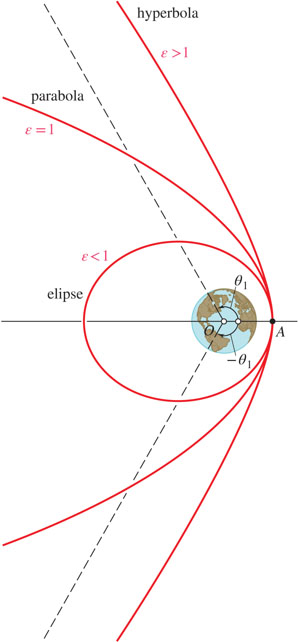 hyperbola
ε > 1
parabola
ε = 1
ε < 1
elipse
θ₁
O
A
−θ₁